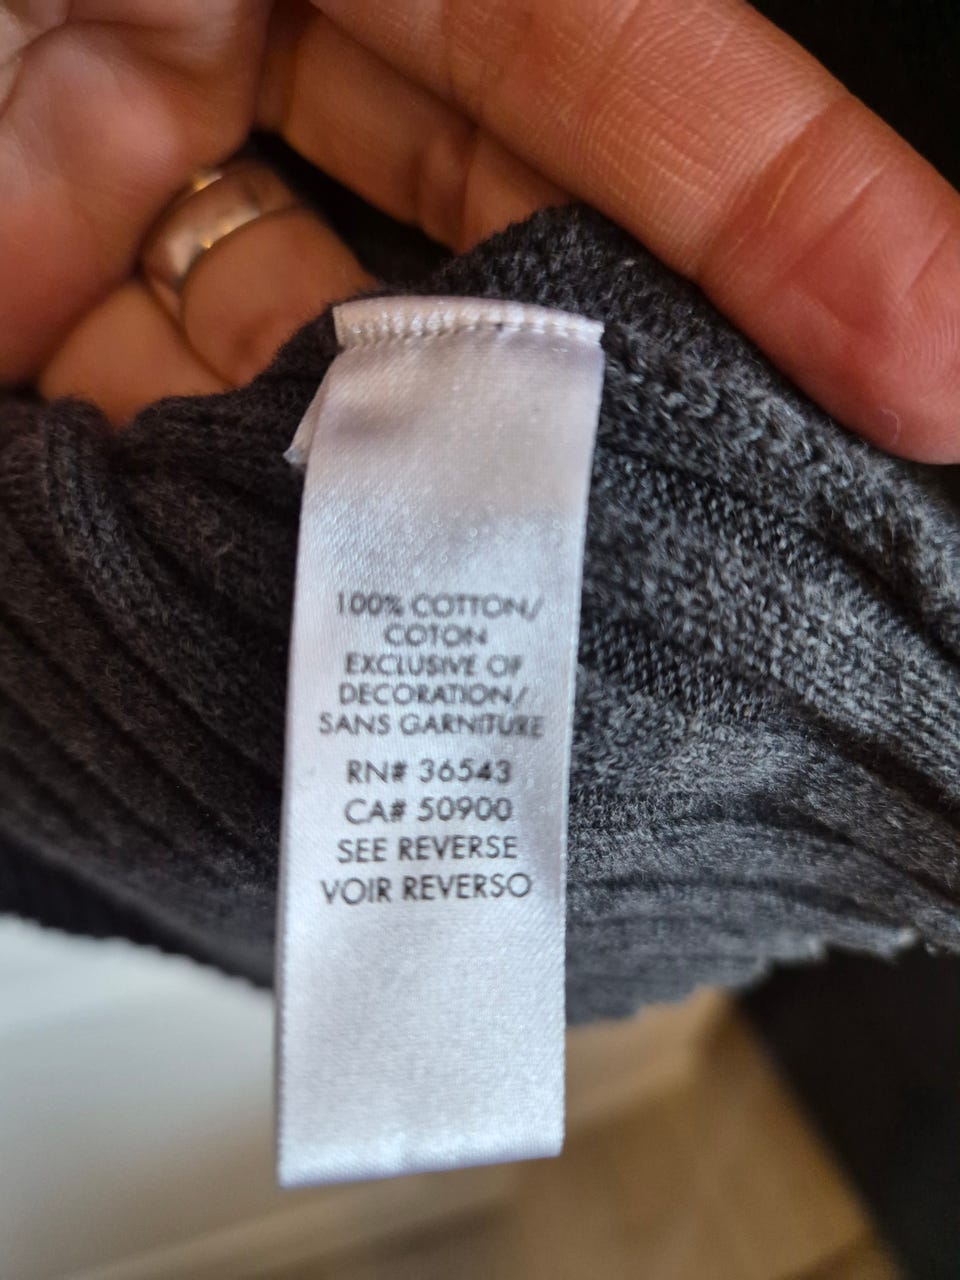 100% COTTON/
COTON
EXCLUSIVE OF
DECORATION/
SANS GARNITURE
RN# 36543
CA# 50900
SEE REVERSE
VOIR REVERSO